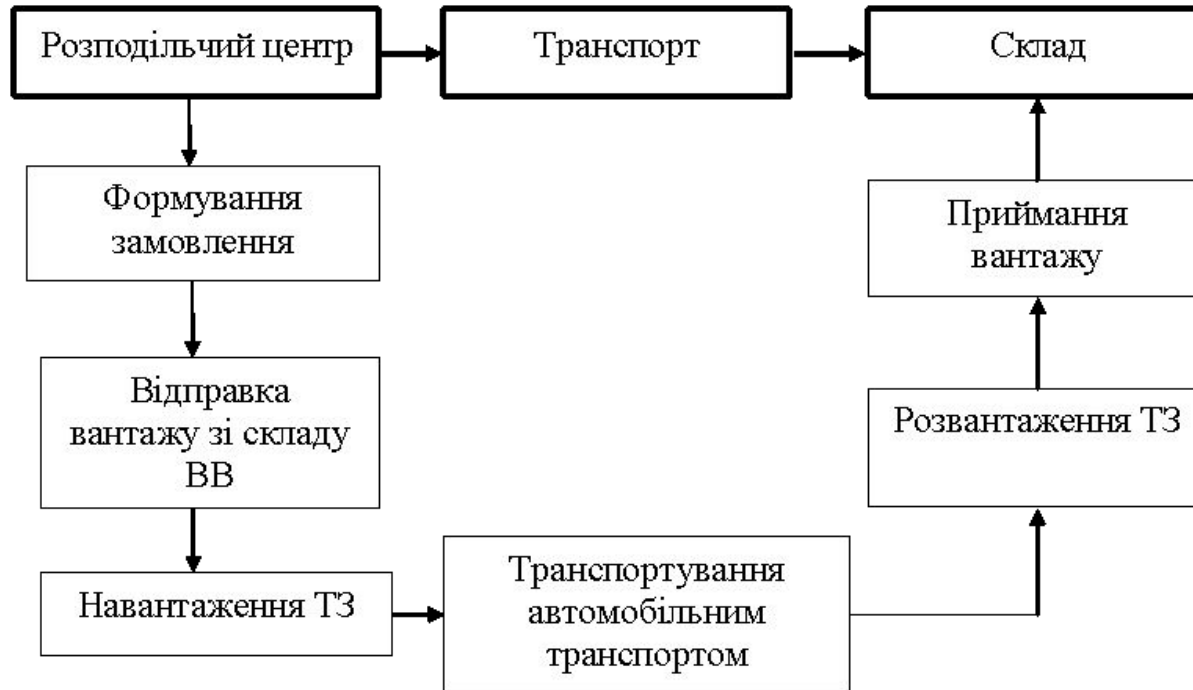 Розподільчий центр
Транспорт
Склад
Формування
замовлення
Приймання
вантажу
Відправка
вантажу зі складу
ВВ
Розвантаження ТЗ
Навантаження ТЗ
Транспортування
автомобільним
транспортом